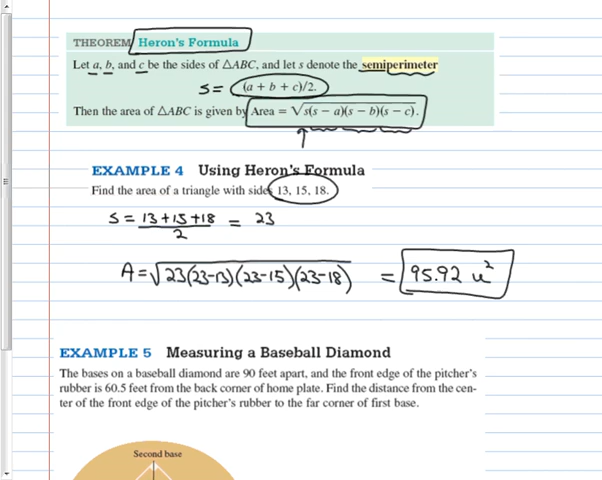 THEOREM Heron's Formula
Let a, b, and c be the sides of △ABC, and let s denote the semiperimeter
S = (a + b + c)/2.
Then the area of △ABC is given by Area = √s(s − a)(s − b)(s − c).
EXAMPLE 4 Using Heron's Formula
Find the area of a triangle with sides 13, 15, 18.
S = 13+15+18 = 23
2
A = √23(23-13)(23-15)(23-18) = 95.92 u²
EXAMPLE 5 Measuring a Baseball Diamond
The bases on a baseball diamond are 90 feet apart, and the front edge of the pitcher's
rubber is 60.5 feet from the back corner of home plate. Find the distance from the cen-
ter of the front edge of the pitcher's rubber to the far corner of first base.
Second base